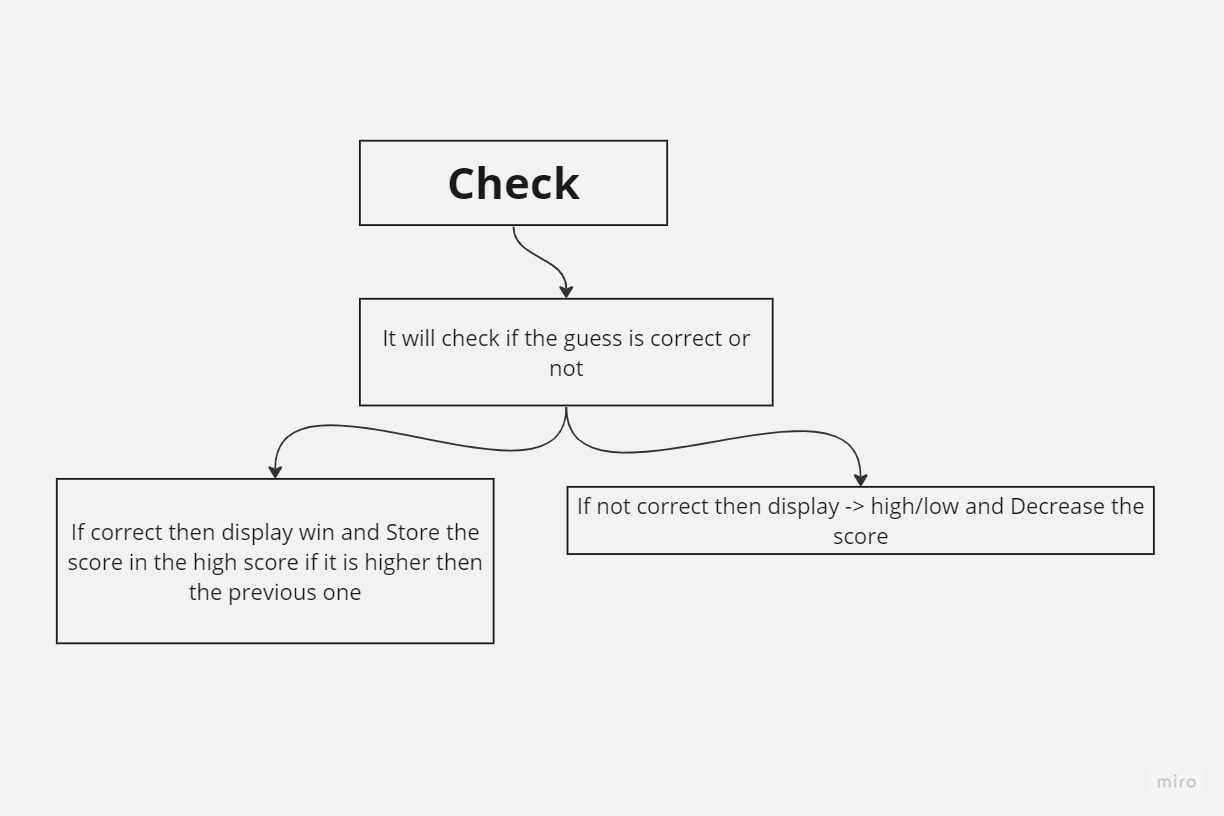 Check
It will check if the guess is correct or
not
If correct then display win and Store the
score in the high score if it is higher then
the previous one
If not correct then display -> high/low and Decrease the
score
miro